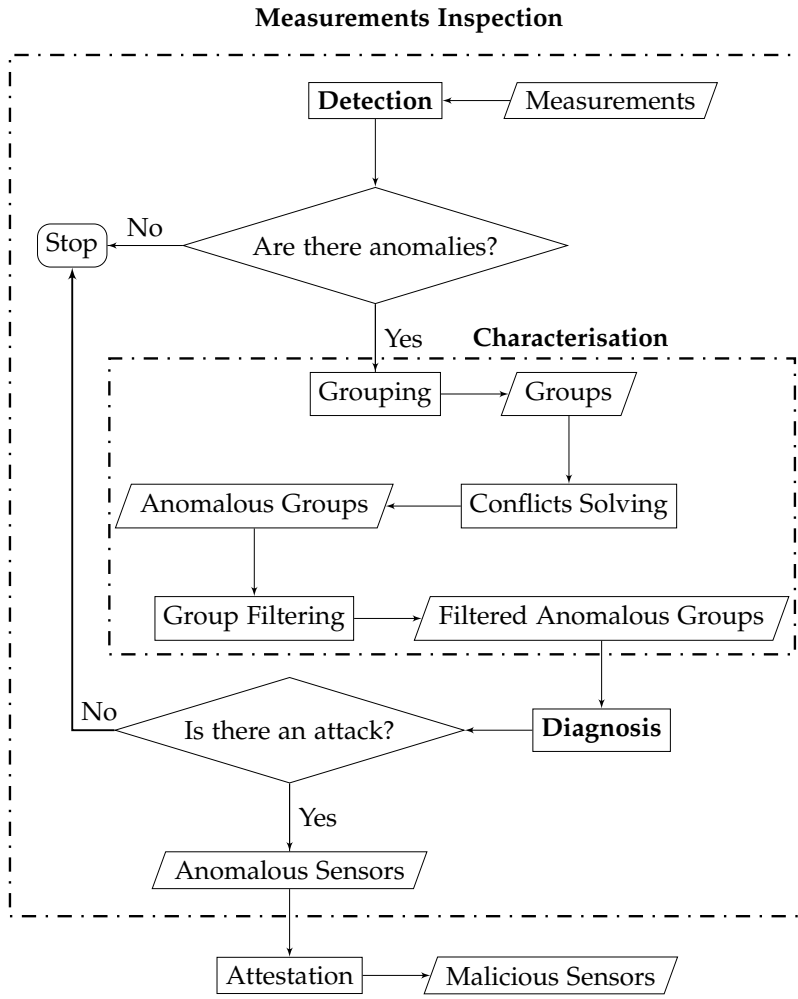 Measurements Inspection
Detection
Measurements
Are there anomalies?
No
Stop
Yes
Characterisation
Grouping
Groups
Anomalous Groups
Conflicts Solving
Group Filtering
Filtered Anomalous Groups
No
Is there an attack?
Diagnosis
Yes
Anomalous Sensors
Attestation
Malicious Sensors